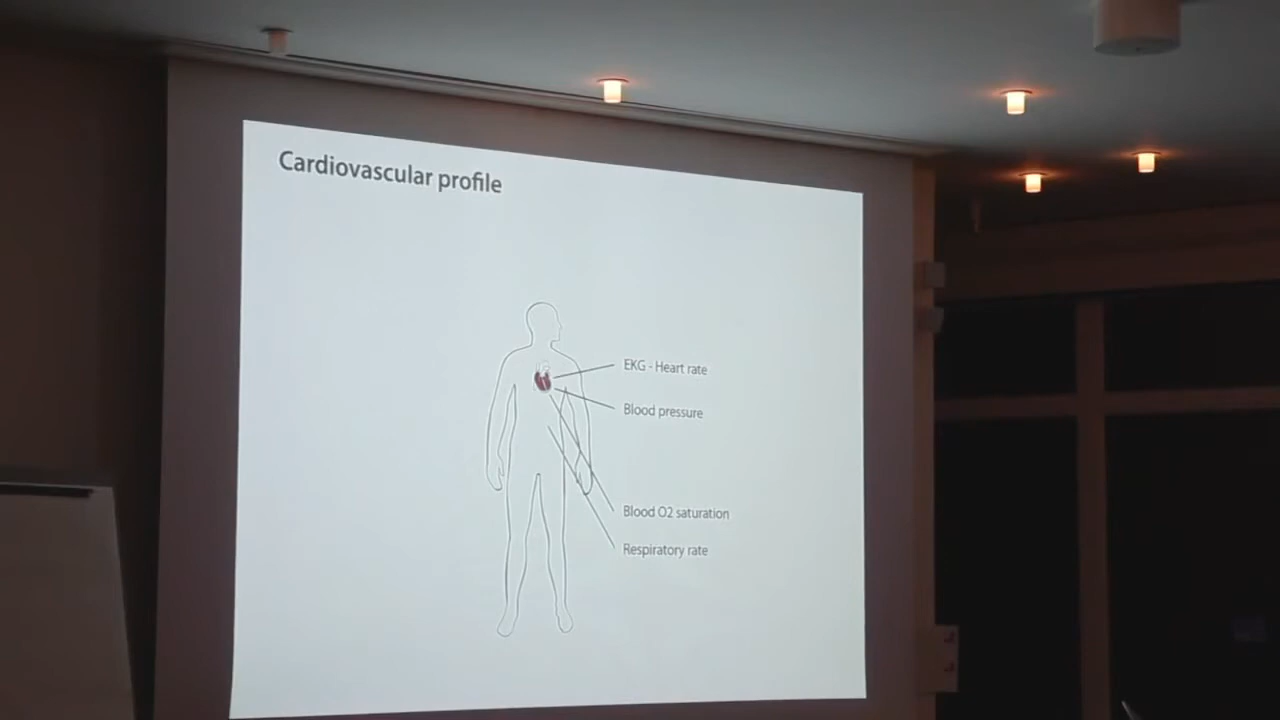 Cardiovascular profile
EKG - Heart rate
Blood pressure
Blood O2 saturation
Respiratory rate